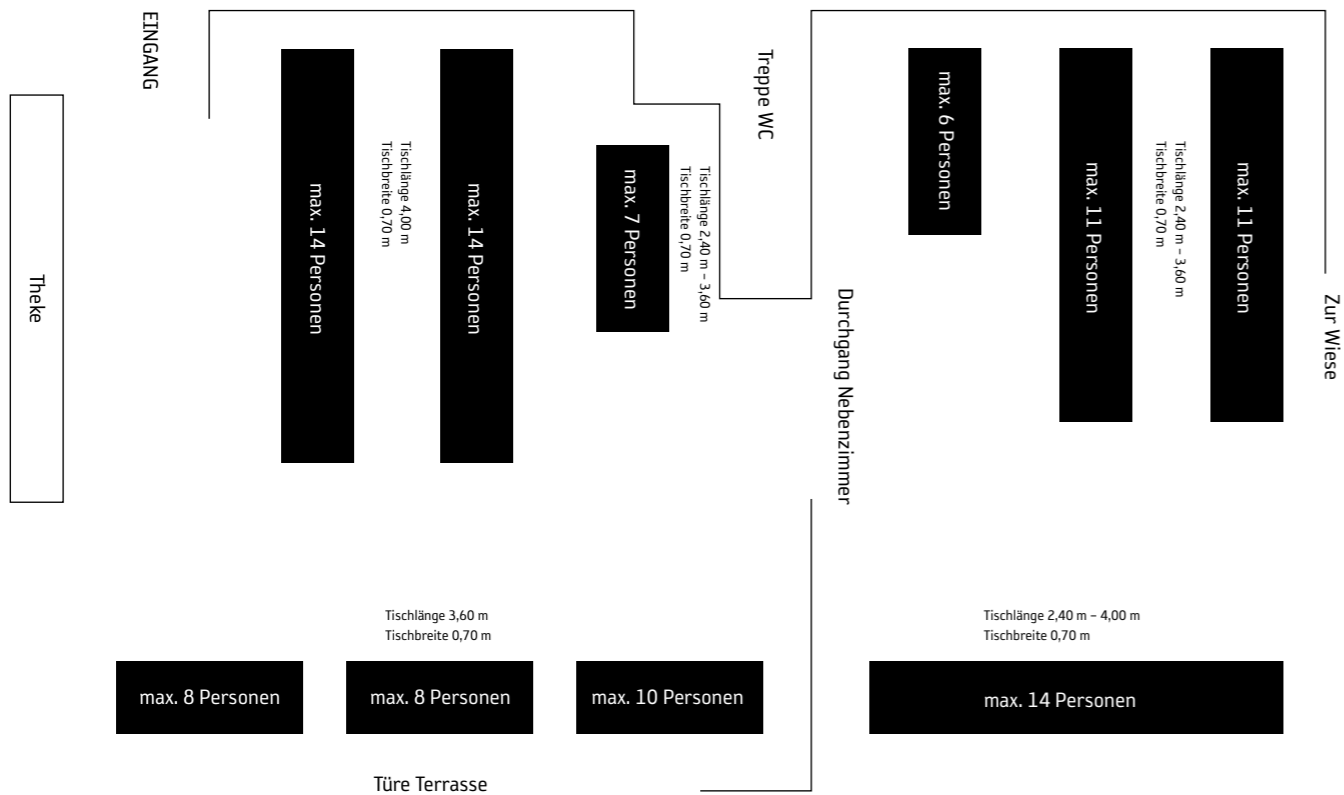 EINGANG
Theke
max. 14 Personen
Tischlänge 4,00 m
Tischbreite 0,70 m
max. 14 Personen
max. 7 Personen
Tischlänge 2,40 m – 3,60 m
Tischbreite 0,70 m
Treppe WC
Durchgang Nebenzimmer
max. 6 Personen
max. 11 Personen
Tischlänge 2,40 m – 3,60 m
Tischbreite 0,70 m
max. 11 Personen
Zur Wiese
Tischlänge 3,60 m
Tischbreite 0,70 m
max. 8 Personen
max. 8 Personen
max. 10 Personen
Tischlänge 2,40 m – 4,00 m
Tischbreite 0,70 m
max. 14 Personen
Türe Terrasse